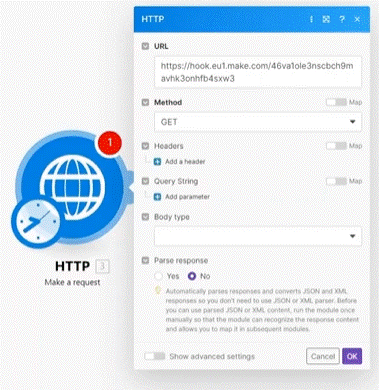 HTTP
URL
https://hook.eu1.make.com/46va1ole3nscbch9m
avhk3onhfb4sxw3
Method
Map
GET
Headers
Map
Add a header
Query String
Map
Add parameter
Body type
Parse response
Yes
No
Automatically parses responses and converts JSON and XML
responses so you don't need to use JSON or XML parser. Before
you can use parsed JSON or XML content, run the module once
manually so that the module can recognize the response content
and allows you to map it in subsequent modules.
Show advanced settings
Cancel
OK
1
HTTP 3
Make a request